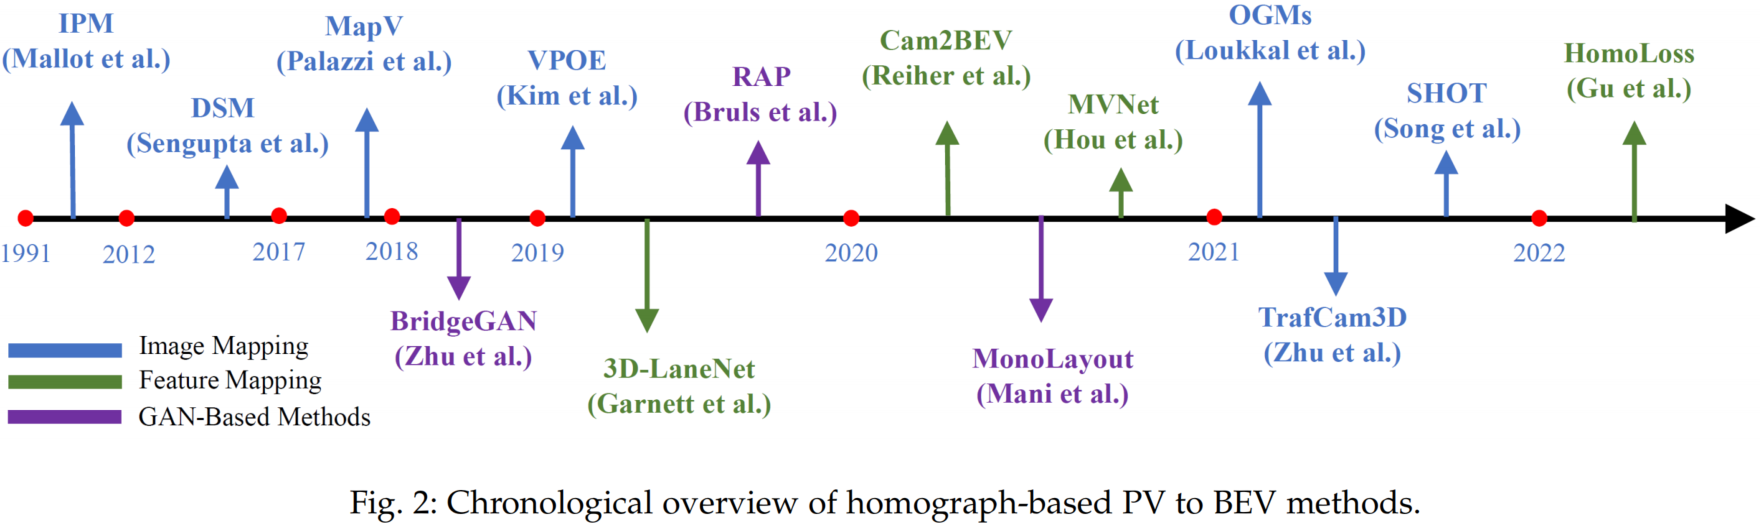 IPM
(Mallot et al.)
DSM
(Sengupta et al.)
MapV
(Palazzi et al.)
VPOE
(Kim et al.)
RAP
(Bruls et al.)
Cam2BEV
(Reiher et al.)
MVNet
(Hou et al.)
OGMs
(Loukkal et al.)
SHOT
(Song et al.)
HomoLoss
(Gu et al.)
1991
2012
2017
2018
2019
2020
2021
2022
BridgeGAN
(Zhu et al.)
3D-LaneNet
(Garnett et al.)
MonoLayout
(Mani et al.)
TrafCam3D
(Zhu et al.)
Image Mapping
Feature Mapping
GAN-Based Methods
Fig. 2: Chronological overview of homograph-based PV to BEV methods.